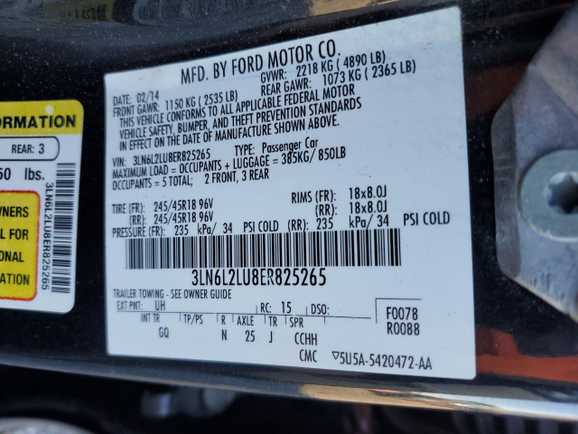 MFD. BY FORD MOTOR CO.
DATE: 02/14
GVWR: 2218 KG ( 4890 LB)
FRONT GAWR: 1150 KG ( 2535 LB)
REAR GAWR: 1073 KG ( 2365 LB)
THIS VEHICLE CONFORMS TO ALL APPLICABLE FEDERAL MOTOR
VEHICLE SAFETY, BUMPER, AND THEFT PREVENTION STANDARDS
IN EFFECT ON THE DATE OF MANUFACTURE SHOWN ABOVE.
VIN: 3LN6L2LU8ER825265 TYPE: Passenger Car
MAXIMUM LOAD = OCCUPANTS + LUGGAGE = 385KG/ 850LB
OCCUPANTS = 5 TOTAL; 2 FRONT, 3 REAR
TIRE (FR): 245/45R18 96V RIMS (FR): 18x8.0J
(RR): 245/45R18 96V (RR): 18x8.0J
PRESSURE (FR): 235 kPa/ 34 PSI COLD (RR): 235 kPa/ 34 PSI COLD
3LN6L2LU8ER825265
TRAILER TOWING - SEE OWNER GUIDE
EXT PNT: UH RC: 15 DSO: F0078
R0088
INT TR TP/PS R AXLE TR SPR
GQ N 25 J CCHH
CMC ▽5U5A-5420472-AA
FORMATION
REAR: 3
50 lbs.
WNERS
FOR
ONAL
ION
3LN6L2LU8ER825265